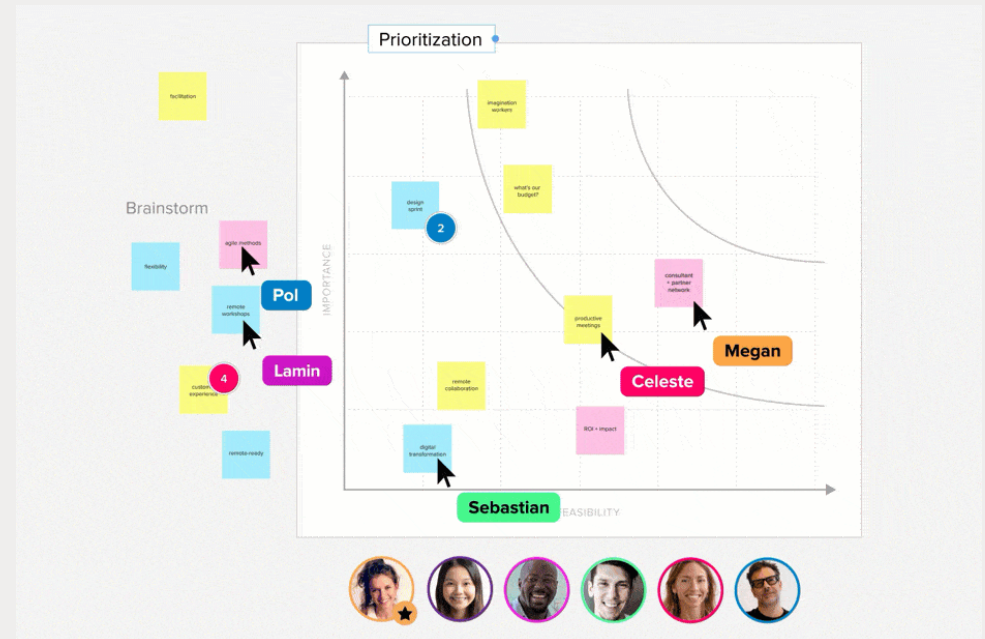 Prioritization
facilitation
imagination
workers
what's our
budget?
design
sprint
2
Brainstorm
agile methods
flexibility
remote
workshops
Pol
Lamin
custom
experience
4
remote-ready
IMPORTANCE
consultant
+ partner
network
Megan
productive
meetings
Celeste
remote
collaboration
ROI + impact
digital
transformation
Sebastian
EASIBILITY